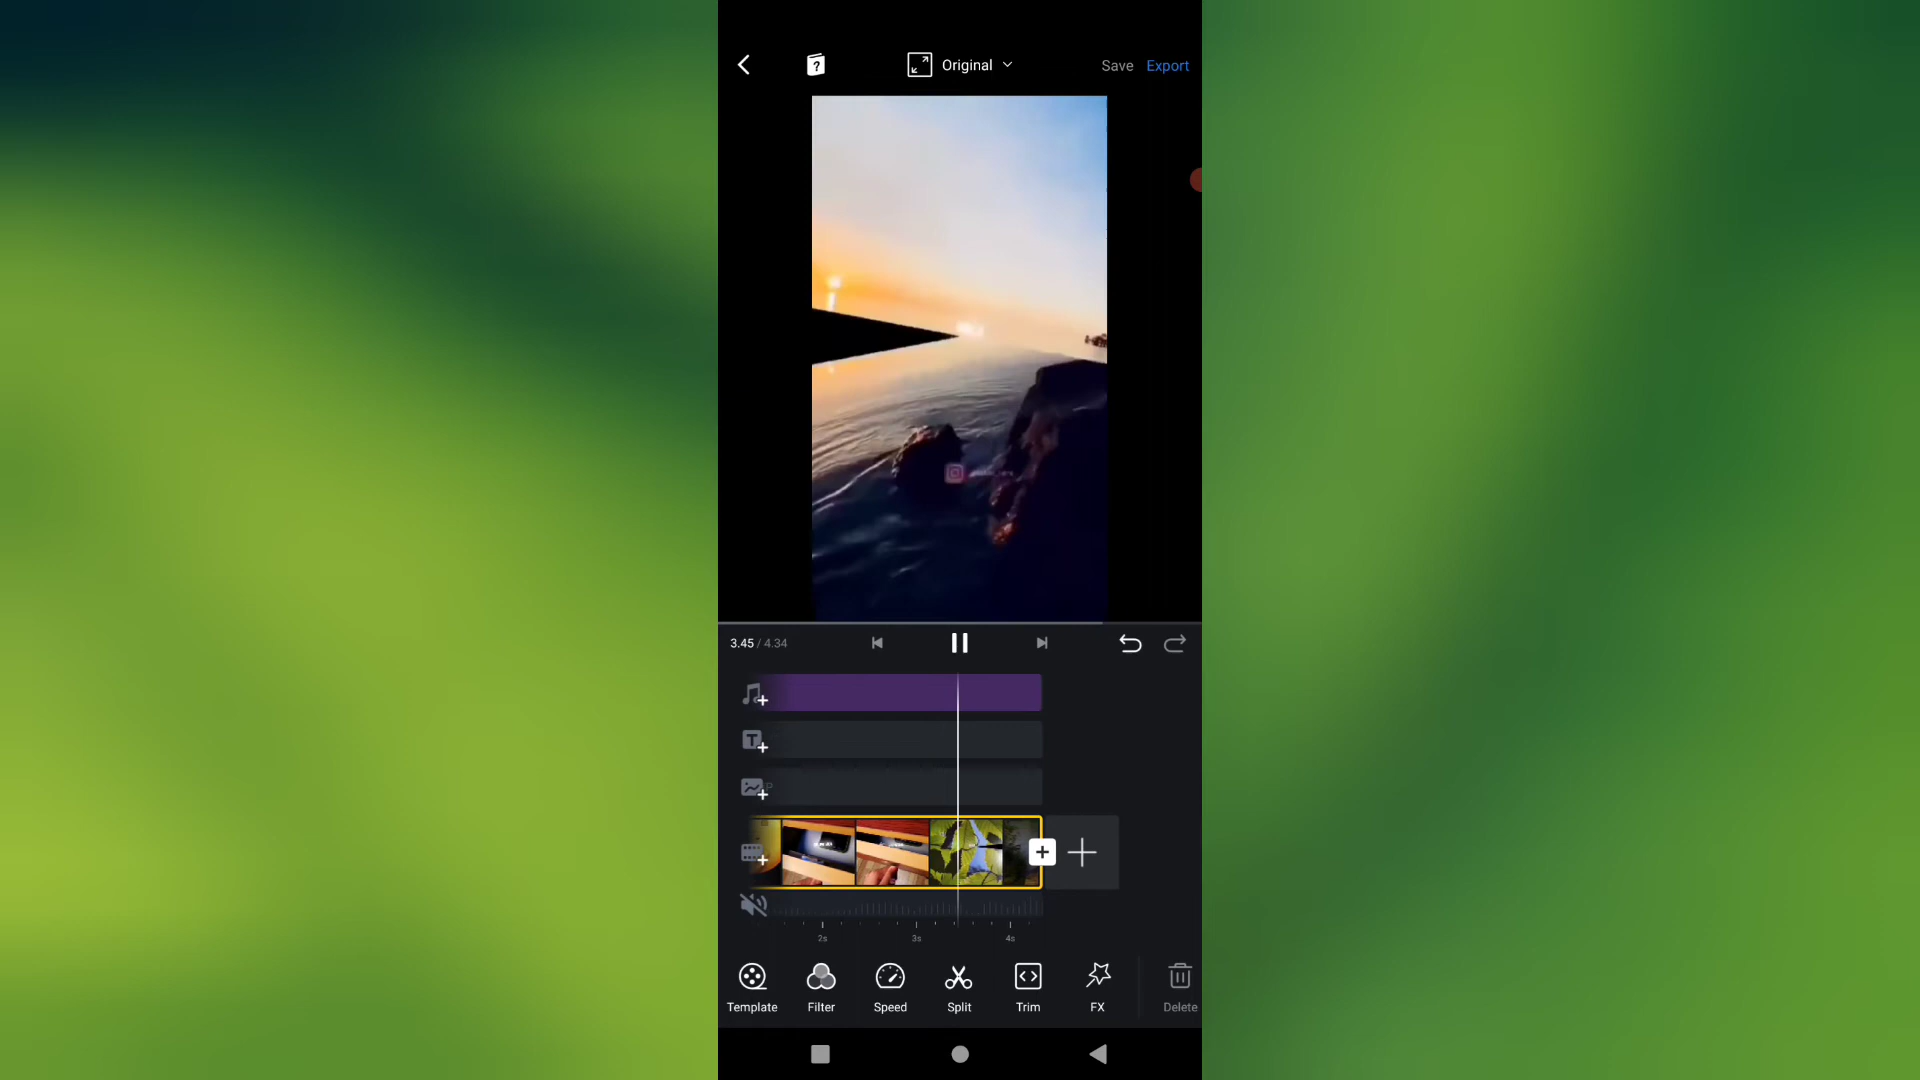 Original
Save
Export
3.45 / 4.34
2s
3s
4s
Template
Filter
Speed
Split
Trim
FX
Delete